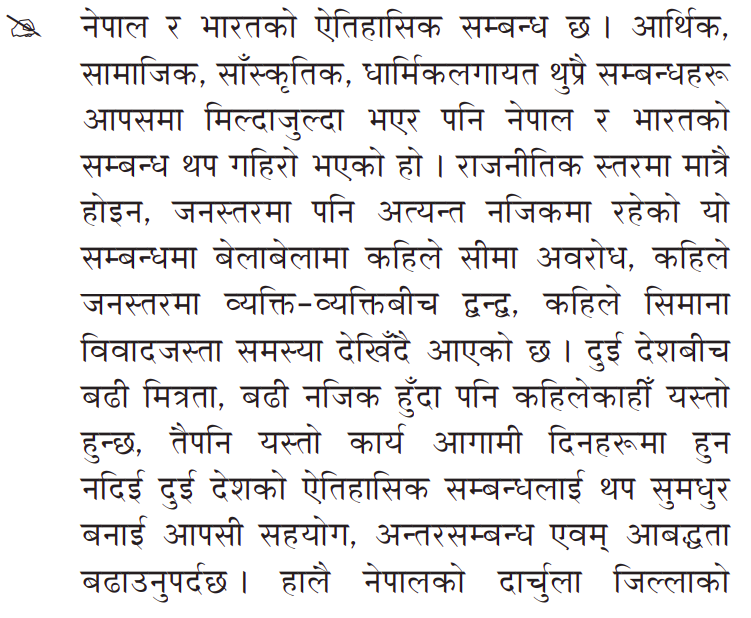 नेपाल र भारतको ऐतिहासिक सम्बन्ध छ । आर्थिक,
सामाजिक, साँस्कृतिक, धार्मिकलगायत थुप्रै सम्बन्धहरू
आपसमा मिल्दाजुल्दा भएर पनि नेपाल र भारतको
सम्बन्ध थप गहिरो भएको हो । राजनीतिक स्तरमा मात्रै
होइन, जनस्तरमा पनि अत्यन्त नजिकमा रहेको यो
सम्बन्धमा बेलाबेलामा कहिले सीमा अवरोध, कहिले
जनस्तरमा व्यक्ति–व्यक्तिबीच द्वन्द्व, कहिले सिमाना
विवादजस्ता समस्या देखिँदै आएको छ । दुई देशबीच
बढी मित्रता, बढी नजिक हुँदा पनि कहिलेकाहीँ यस्तो
हुन्छ, तैपनि यस्तो कार्य आगामी दिनहरूमा हुन
नदिई दुई देशको ऐतिहासिक सम्बन्धलाई थप सुमधुर
बनाई आपसी सहयोग, अन्तरसम्बन्ध एवम् आबद्धता
बढाउनुपर्दछ । हालै नेपालको दार्चुला जिल्लाको